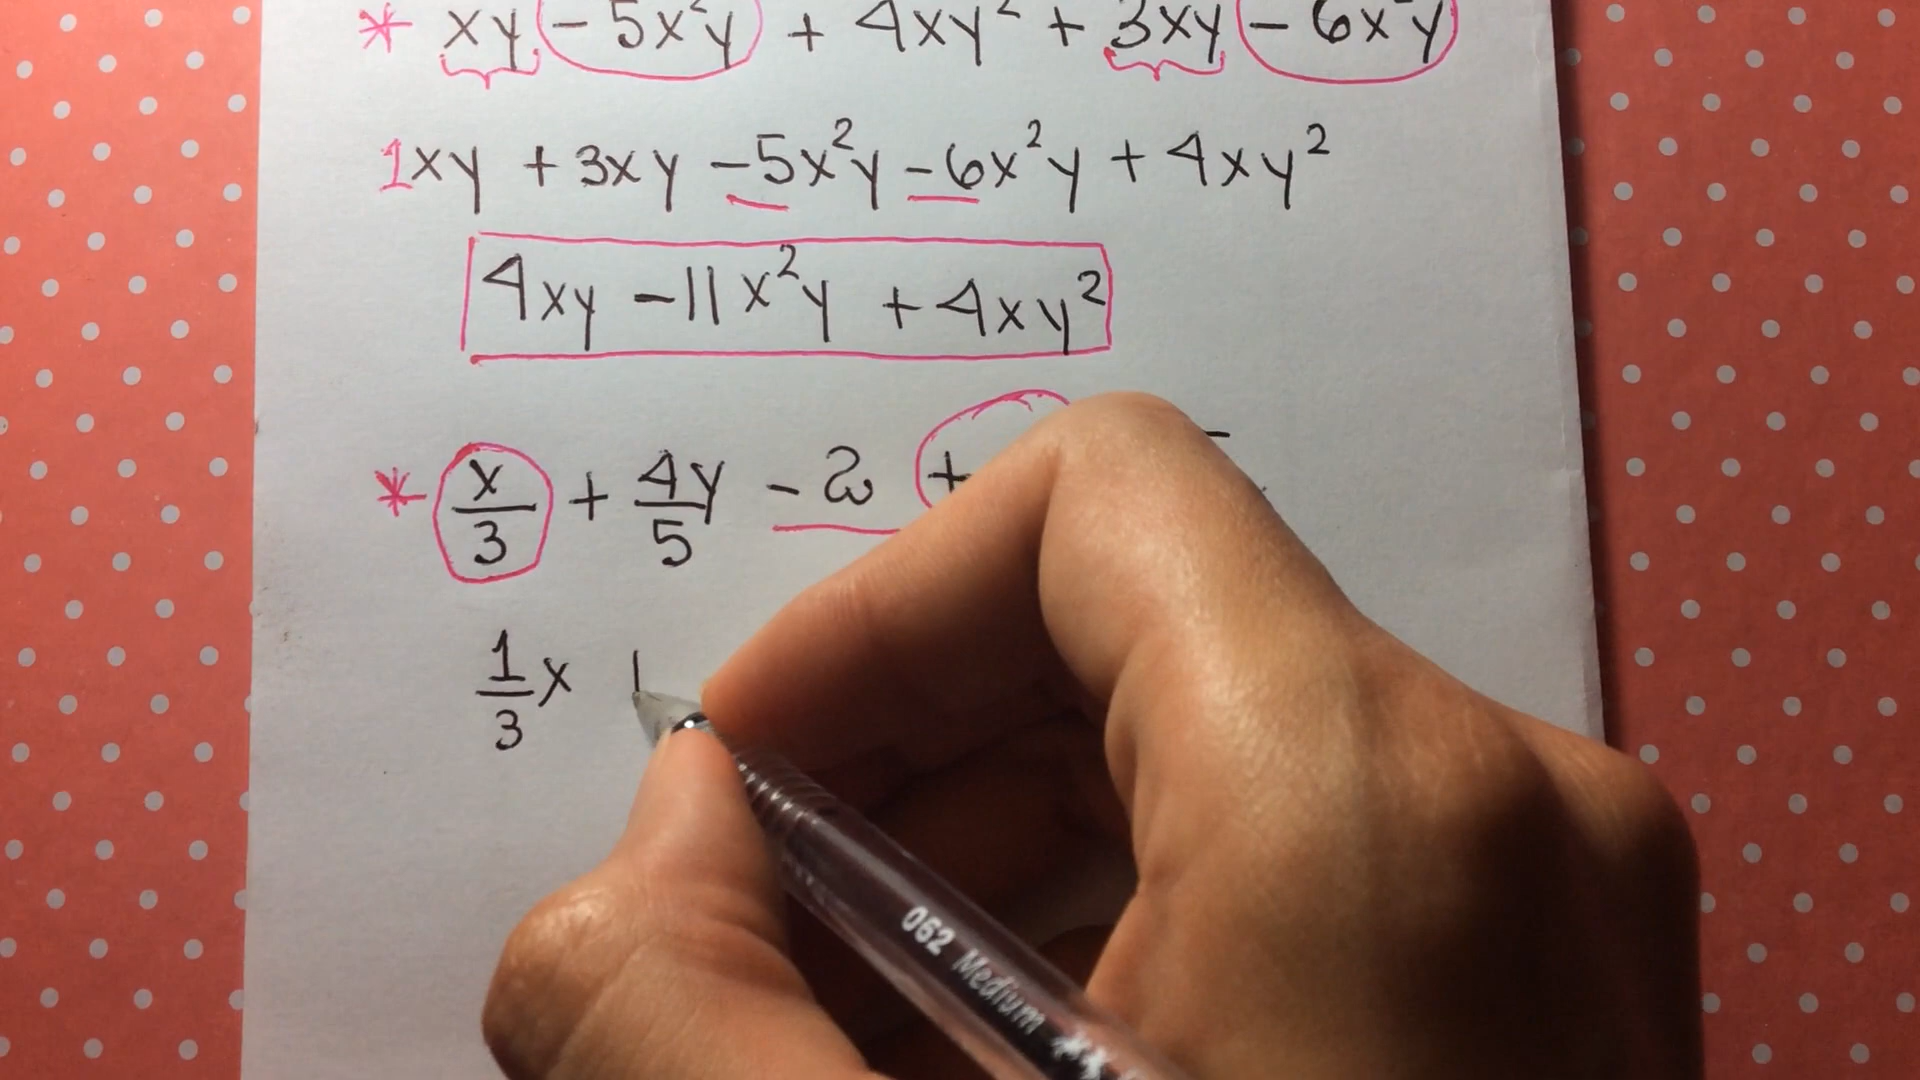 * xy - 5x²y + 4xy² + 3xy - 6x²y
1xy + 3xy - 5x²y - 6x²y + 4xy²
4xy - 11x²y + 4xy²
* x/3 + 4y/5 - 2 +
1/3 x
062 Medium